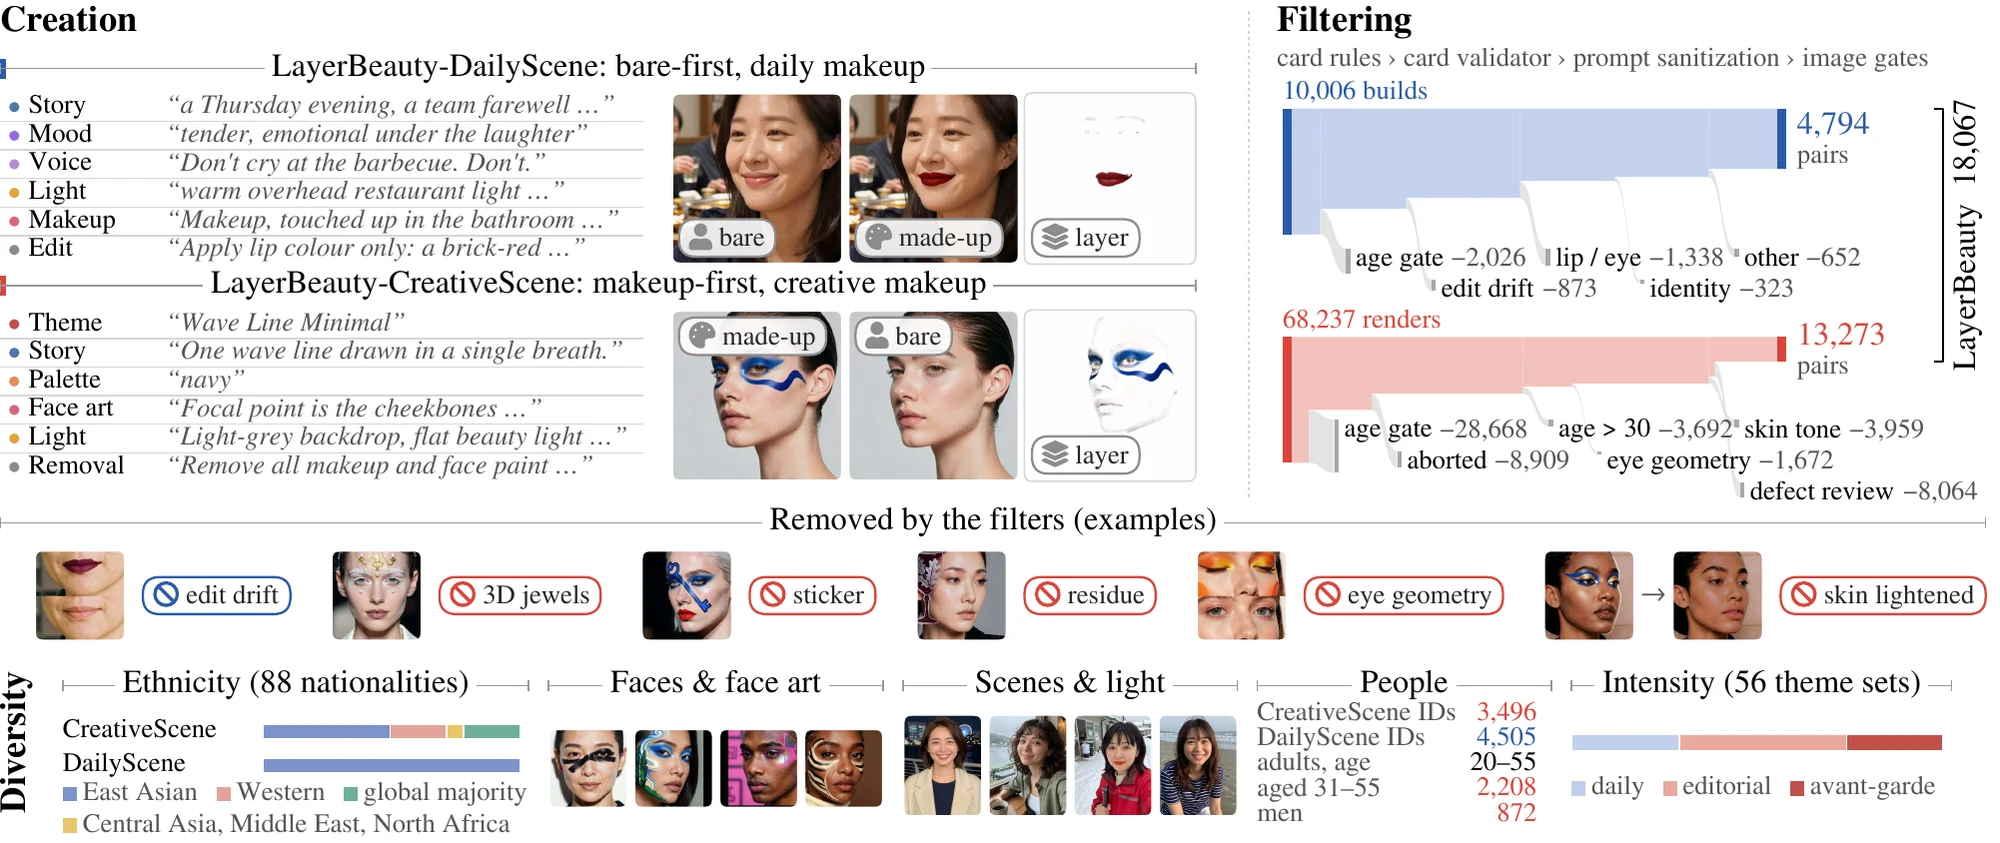 Creation
LayerBeauty-DailyScene: bare-first, daily makeup
Story “a Thursday evening, a team farewell …”
Mood “tender, emotional under the laughter”
Voice “Don't cry at the barbecue. Don't.”
Light “warm overhead restaurant light …”
Makeup “Makeup, touched up in the bathroom …”
Edit “Apply lip colour only: a brick-red …”
bare made-up layer
LayerBeauty-CreativeScene: makeup-first, creative makeup
Theme “Wave Line Minimal”
Story “One wave line drawn in a single breath.”
Palette “navy”
Face art “Focal point is the cheekbones …”
Light “Light-grey backdrop, flat beauty light …”
Removal “Remove all makeup and face paint …”
made-up bare layer
Filtering
card rules › card validator › prompt sanitization › image gates
10,006 builds
4,794
pairs
age gate −2,026 lip / eye −1,338 other −652
edit drift −873 identity −323
68,237 renders
13,273
pairs
age gate −28,668 age > 30 −3,692 skin tone −3,959
aborted −8,909 eye geometry −1,672
defect review −8,064
LayerBeauty 18,067
Removed by the filters (examples)
edit drift 3D jewels sticker residue eye geometry → skin lightened
Diversity
Ethnicity (88 nationalities)
CreativeScene
DailyScene
East Asian Western global majority
Central Asia, Middle East, North Africa
Faces & face art
Scenes & light
People
CreativeScene IDs 3,496
DailyScene IDs 4,505
adults, age 20–55
aged 31–55 2,208
men 872
Intensity (56 theme sets)
daily editorial avant-garde